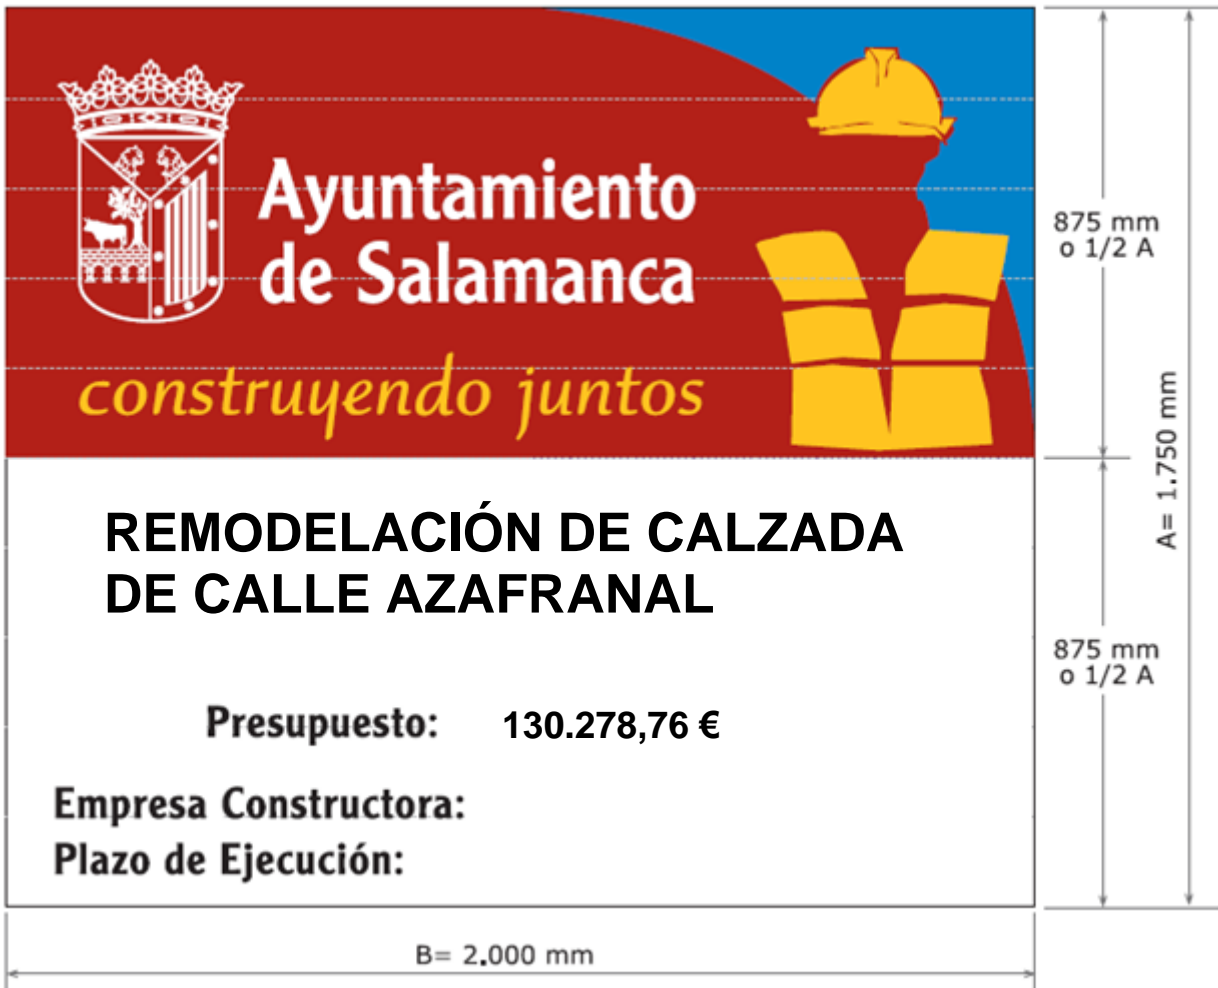 Ayuntamiento
de Salamanca
construyendo juntos
REMODELACIÓN DE CALZADA
DE CALLE AZAFRANAL
Presupuesto: 130.278,76 €
Empresa Constructora:
Plazo de Ejecución:
875 mm
o 1/2 A
A= 1.750 mm
875 mm
o 1/2 A
B= 2.000 mm